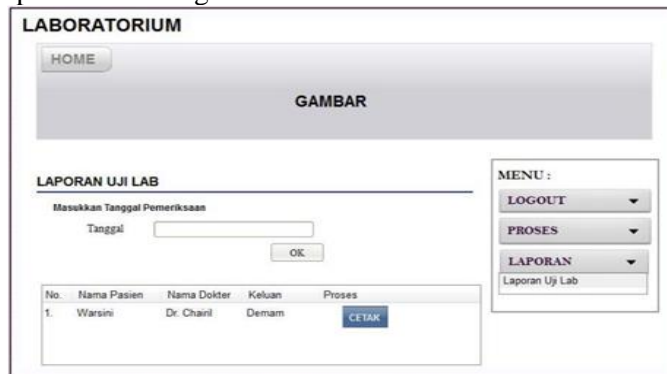 LABORATORIUM
HOME
GAMBAR
LAPORAN UJI LAB
Masukkan Tanggal Pemeriksaan
Tanggal
OK
No. Nama Pasien Nama Dokter Keluan Proses
1. Warsini Dr. Chairil Demam CETAK
MENU :
LOGOUT
PROSES
LAPORAN
Laporan Uji Lab